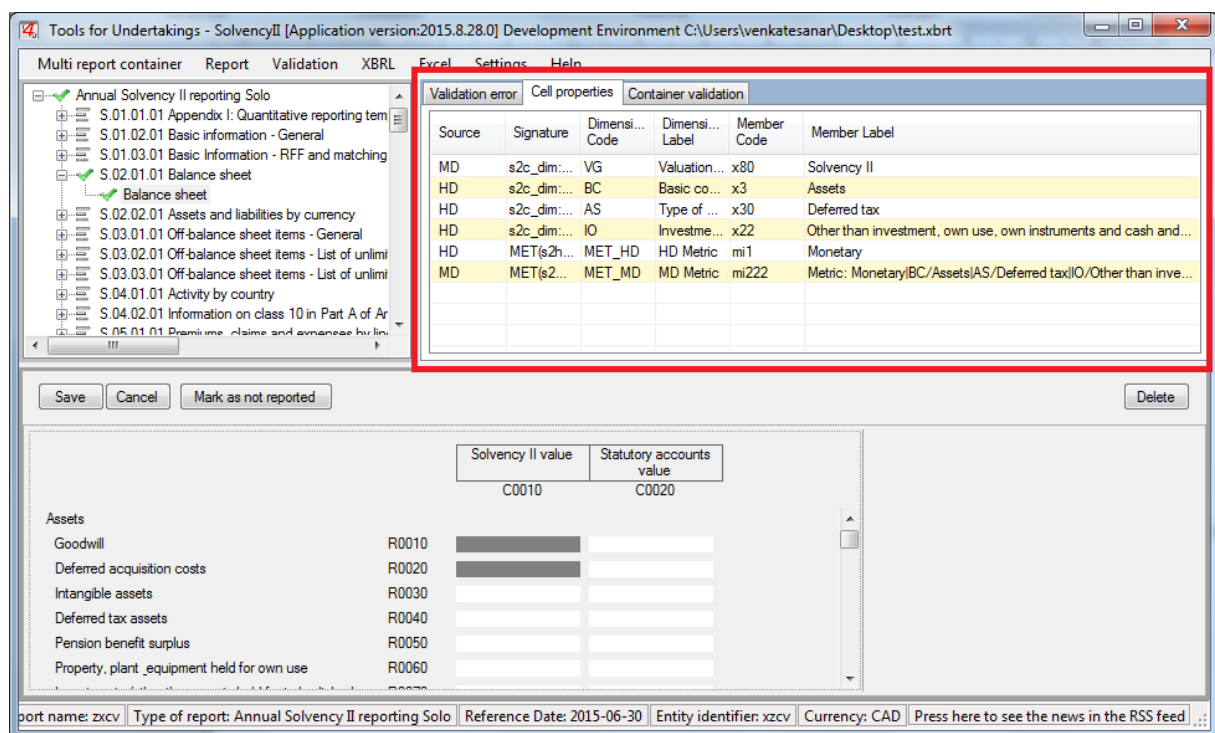 Tools for Undertakings - SolvencyII [Application version:2015.8.28.0] Development Environment C:\Users\venkatesanar\Desktop\test.xbrt
Multi report container Report Validation XBRL Excel Settings Help
Annual Solvency II reporting Solo
S.01.01.01 Appendix I: Quantitative reporting tem
S.01.02.01 Basic information - General
S.01.03.01 Basic Information - RFF and matching
S.02.01.01 Balance sheet
Balance sheet
S.02.02.01 Assets and liabilities by currency
S.03.01.01 Off-balance sheet items - General
S.03.02.01 Off-balance sheet items - List of unlimi
S.03.03.01 Off-balance sheet items - List of unlimi
S.04.01.01 Activity by country
S.04.02.01 Information on class 10 in Part A of Ar
S.05.01.01 Premiums, claims and expenses by lin
Validation error Cell properties Container validation
Source Signature Dimensi... Code Dimensi... Label Member Code Member Label
MD s2c_dim:... VG Valuation... x80 Solvency II
HD s2c_dim:... BC Basic co... x3 Assets
HD s2c_dim:... AS Type of ... x30 Deferred tax
HD s2c_dim:... IO Investme... x22 Other than investment, own use, own instruments and cash and...
HD MET(s2h... MET_HD HD Metric mi1 Monetary
MD MET(s2... MET_MD MD Metric mi222 Metric: Monetary|BC/Assets|AS/Deferred tax|IO/Other than inve...
Save Cancel Mark as not reported Delete
Solvency II value Statutory accounts value
C0010 C0020
Assets
Goodwill R0010
Deferred acquisition costs R0020
Intangible assets R0030
Deferred tax assets R0040
Pension benefit surplus R0050
Property, plant _equipment held for own use R0060
port name: zxcv Type of report: Annual Solvency II reporting Solo Reference Date: 2015-06-30 Entity identifier: xzcv Currency: CAD Press here to see the news in the RSS feed